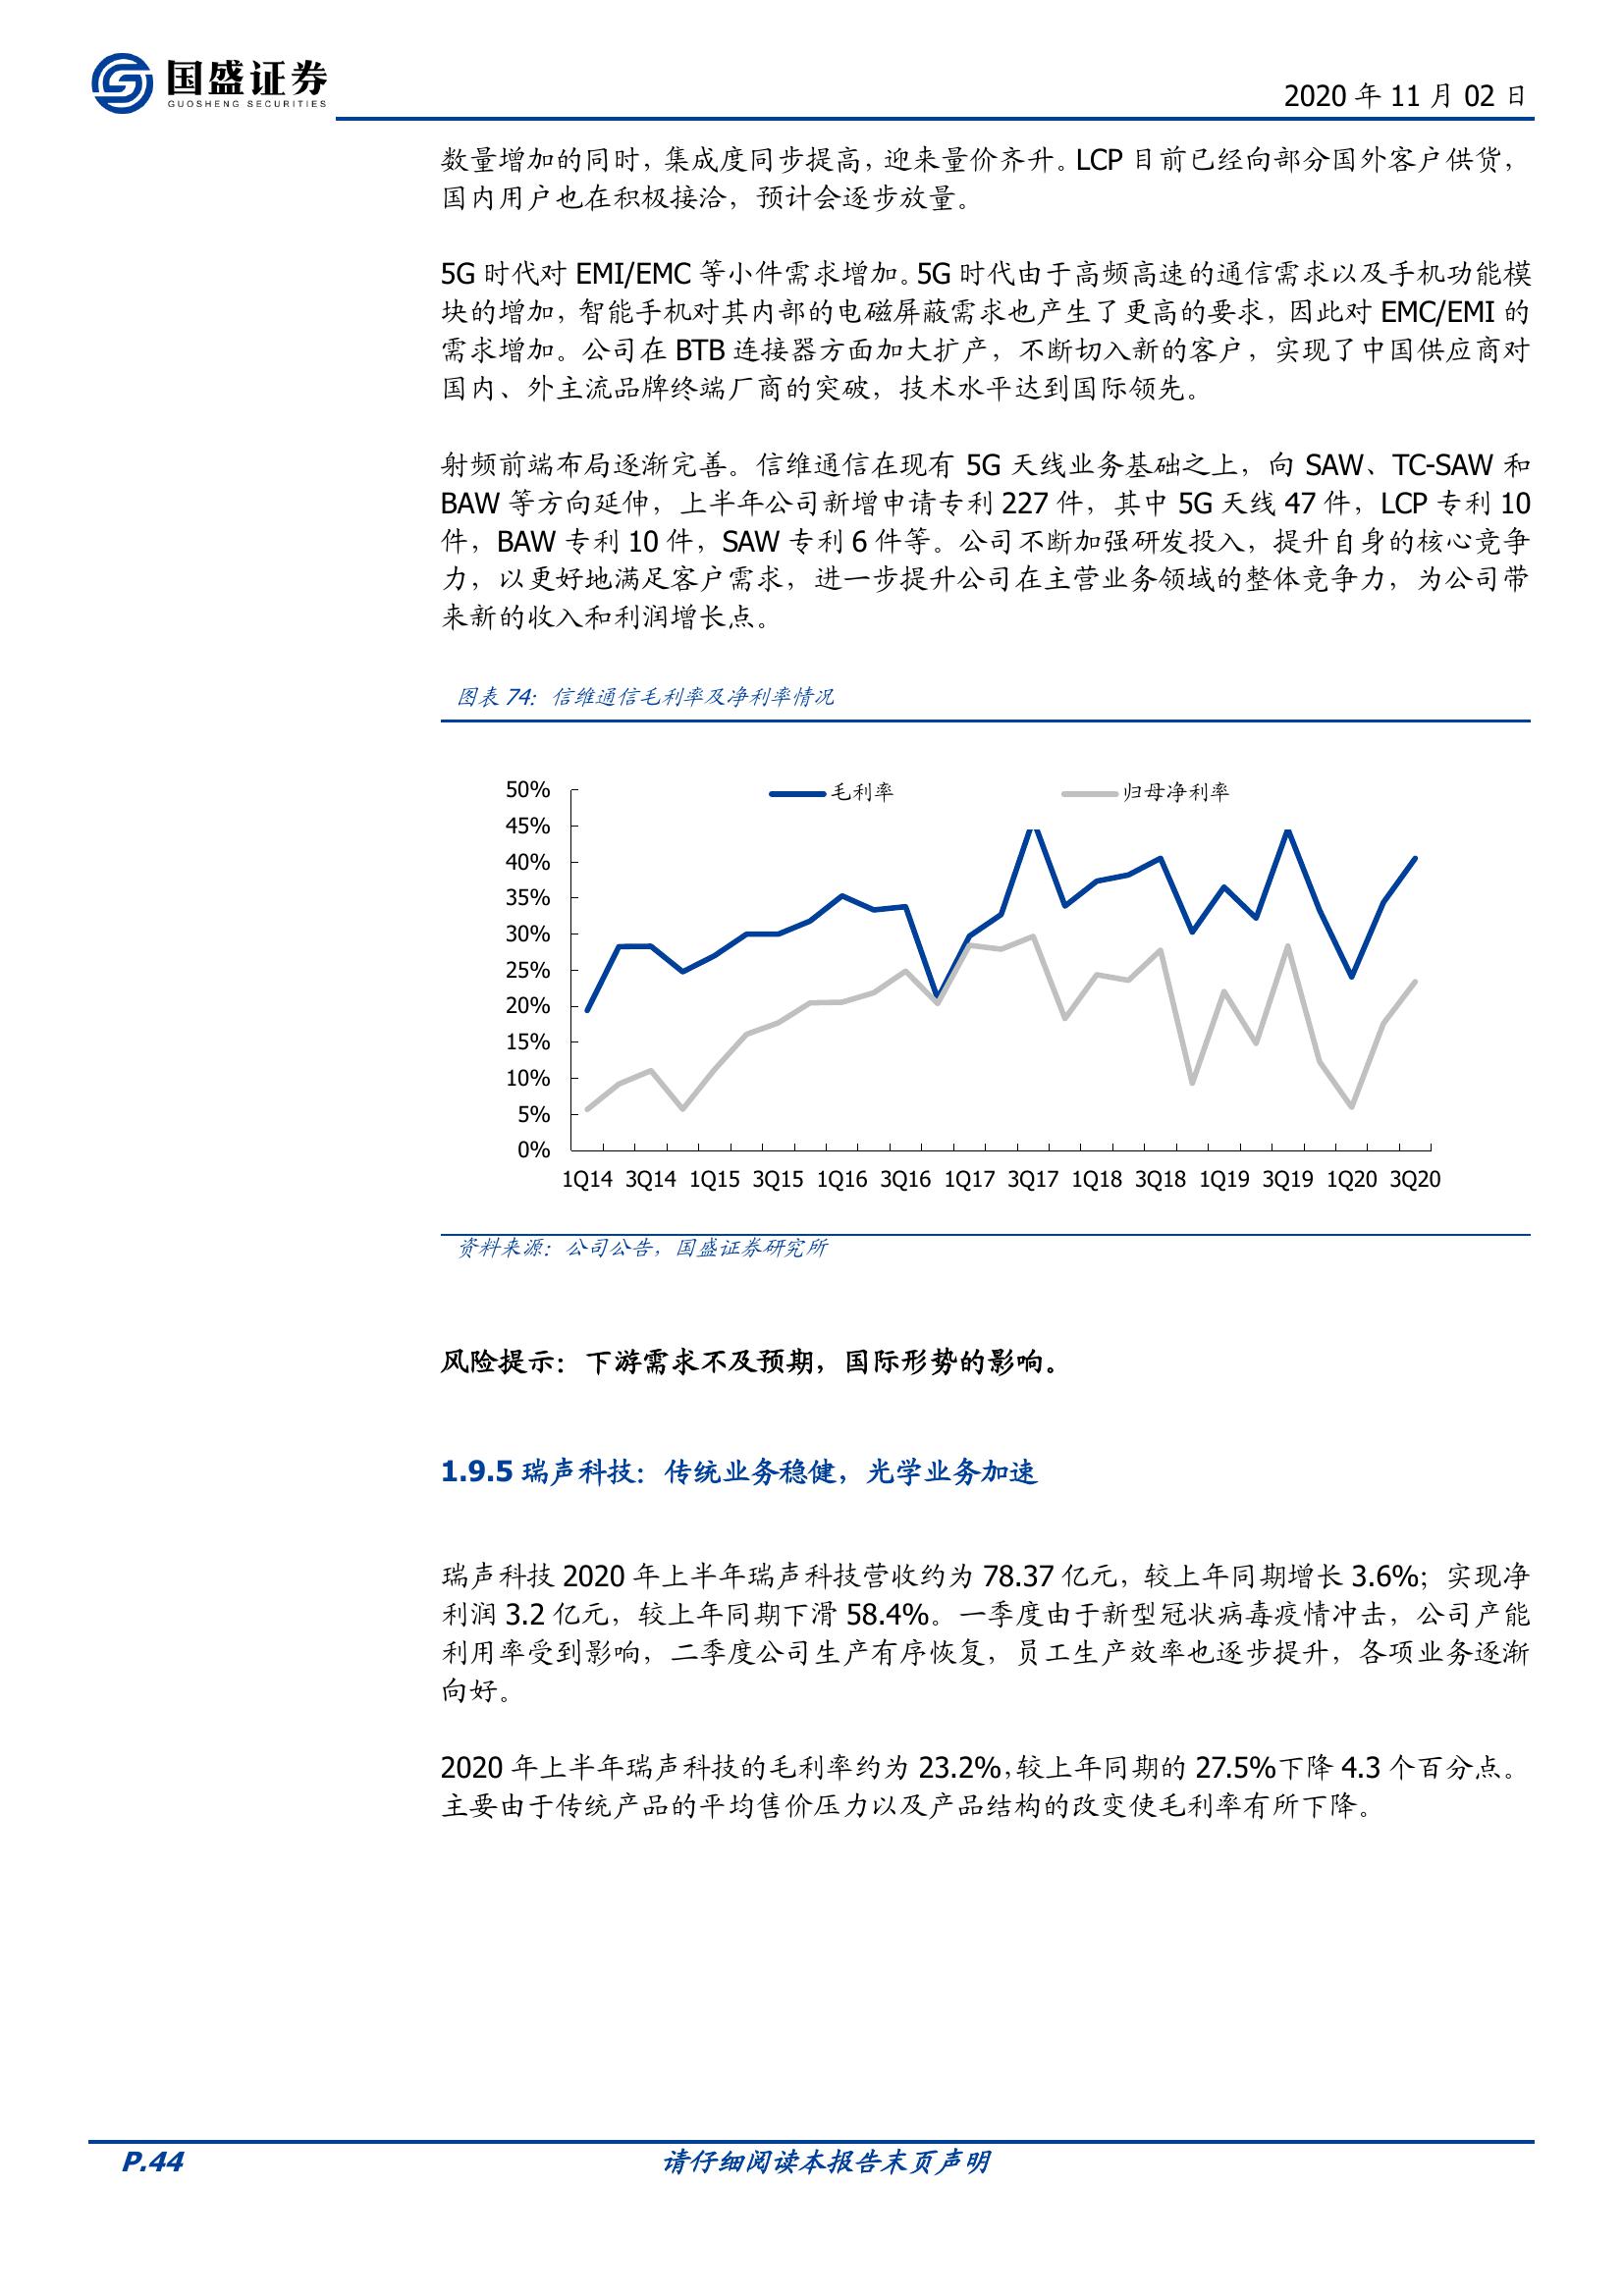 国盛证券
GUOSHENG SECURITIES
2020 年 11 月 02 日
数量增加的同时，集成度同步提高，迎来量价齐升。LCP 目前已经向部分国外客户供货，
国内用户也在积极接洽，预计会逐步放量。
5G 时代对 EMI/EMC 等小件需求增加。5G 时代由于高频高速的通信需求以及手机功能模
块的增加，智能手机对其内部的电磁屏蔽需求也产生了更高的要求，因此对 EMC/EMI 的
需求增加。公司在 BTB 连接器方面加大扩产，不断切入新的客户，实现了中国供应商对
国内、外主流品牌终端厂商的突破，技术水平达到国际领先。
射频前端布局逐渐完善。信维通信在现有 5G 天线业务基础之上，向 SAW、TC-SAW 和
BAW 等方向延伸，上半年公司新增申请专利 227 件，其中 5G 天线 47 件，LCP 专利 10
件，BAW 专利 10 件，SAW 专利 6 件等。公司不断加强研发投入，提升自身的核心竞争
力，以更好地满足客户需求，进一步提升公司在主营业务领域的整体竞争力，为公司带
来新的收入和利润增长点。
图表 74：信维通信毛利率及净利率情况
毛利率 归母净利率
50%
45%
40%
35%
30%
25%
20%
15%
10%
5%
0%
1Q14 3Q14 1Q15 3Q15 1Q16 3Q16 1Q17 3Q17 1Q18 3Q18 1Q19 3Q19 1Q20 3Q20
资料来源：公司公告，国盛证券研究所
风险提示：下游需求不及预期，国际形势的影响。
1.9.5 瑞声科技：传统业务稳健，光学业务加速
瑞声科技 2020 年上半年瑞声科技营收约为 78.37 亿元，较上年同期增长 3.6%；实现净
利润 3.2 亿元，较上年同期下滑 58.4%。一季度由于新型冠状病毒疫情冲击，公司产能
利用率受到影响，二季度公司生产有序恢复，员工生产效率也逐步提升，各项业务逐渐
向好。
2020 年上半年瑞声科技的毛利率约为 23.2%，较上年同期的 27.5%下降 4.3 个百分点。
主要由于传统产品的平均售价压力以及产品结构的改变使毛利率有所下降。
P.44
请仔细阅读本报告末页声明